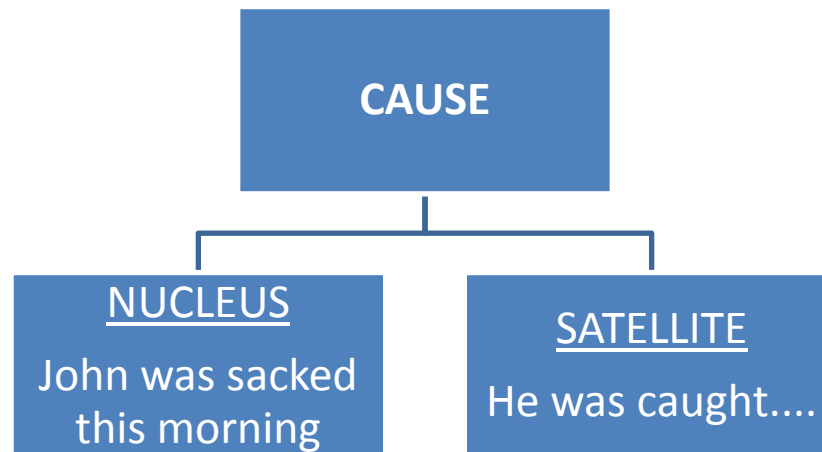 CAUSE
NUCLEUS
John was sacked
this morning
SATELLITE
He was caught....